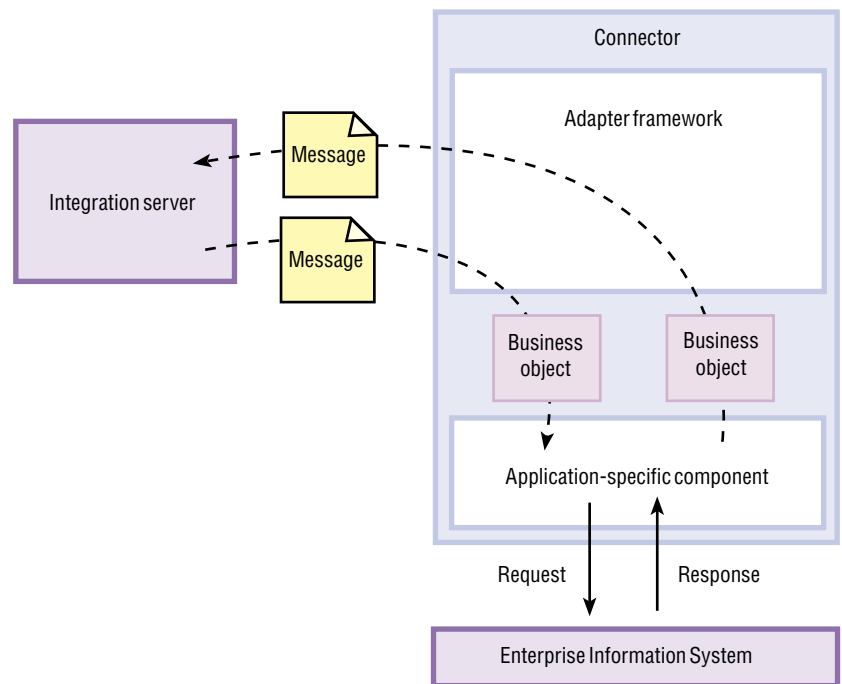 Connector
Adapter framework
Message
Integration server
Message
Business
object
Business
object
Application-specific component
Request
Response
Enterprise Information System